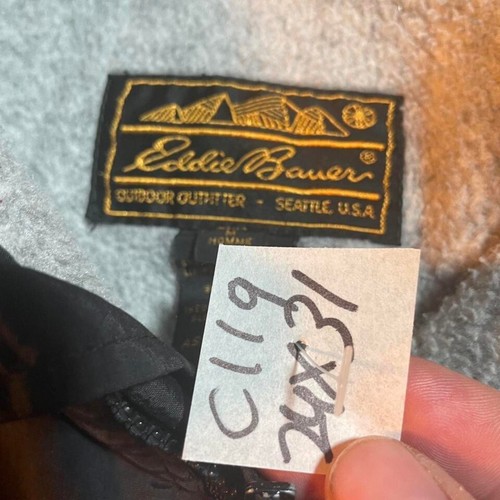 Eddie Bauer®
OUTDOOR OUTFITTER - SEATTLE, U.S.A.
M
HOMME
C119
24X31